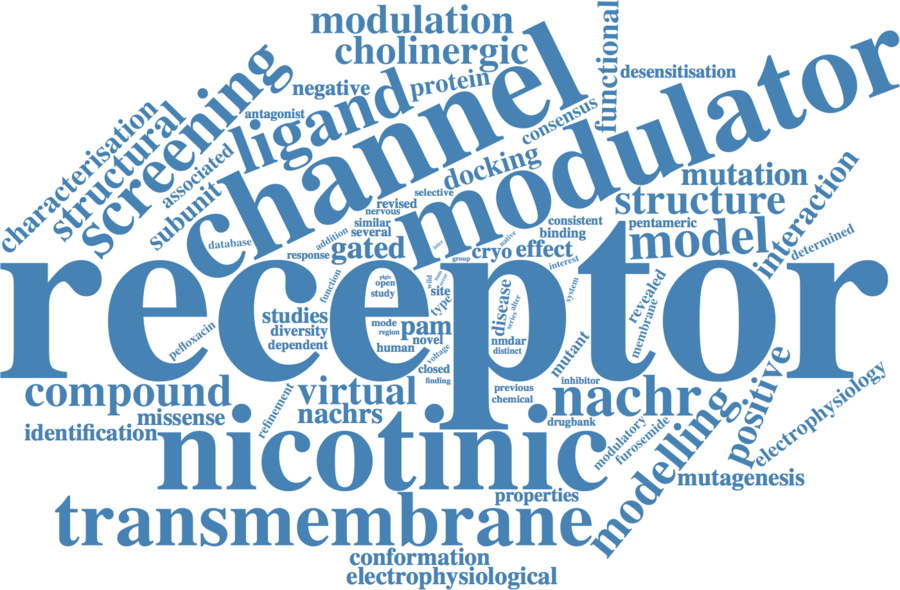 modulation
cholinergic
functional
desensitisation
negative
protein
antagonist
ligand
channel
modulator
consensus
screening
structural
characterisation
associated
subunit
docking
selective
revised
nervous
similar
several
mutation
structure
pentameric
model
interaction
determined
consistent
binding
database
addition
response
gated
cryo
effect
native
group
interest
receptor
function
open
study
wild
site
type
disease
series
after
system
revealed
membrane
studies
diversity
dependent
mode
region
human
pam
novel
voltage
nmdar
distinct
mutant
pefloxacin
closed
finding
previous
chemical
inhibitor
compound
virtual
nachrs
nachr
refinement
missense
identification
drugbank
modulatory
furosemide
modelling
positive
electrophysiology
mutagenesis
nicotinic
properties
transmembrane
conformation
electrophysiological